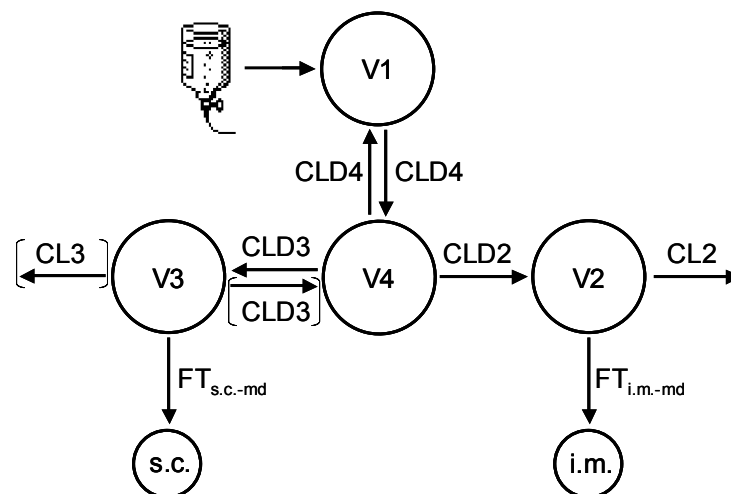 V1
CLD4 CLD4
CL3 V3 CLD3 V4 CLD2 V2 CL2
CLD3
FTs.c.-md FTi.m.-md
s.c. i.m.